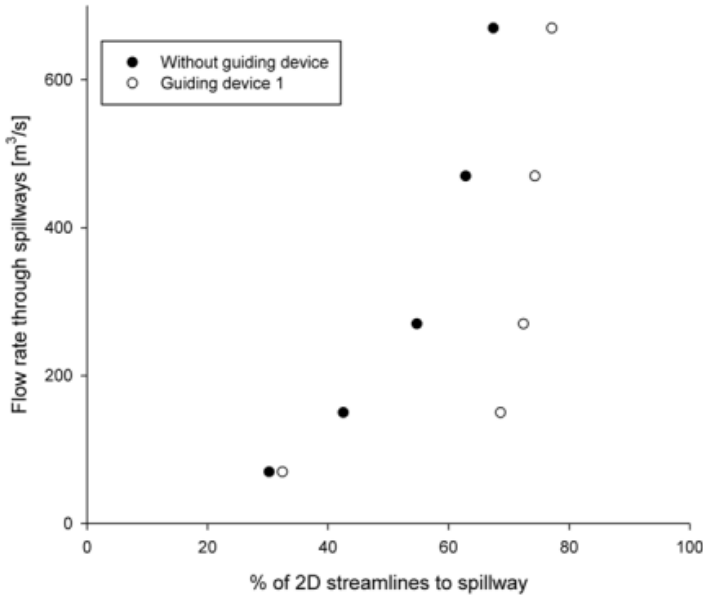 Without guiding device
Guiding device 1
Flow rate through spillways [m³/s]
600
400
200
0
0 20 40 60 80 100
% of 2D streamlines to spillway